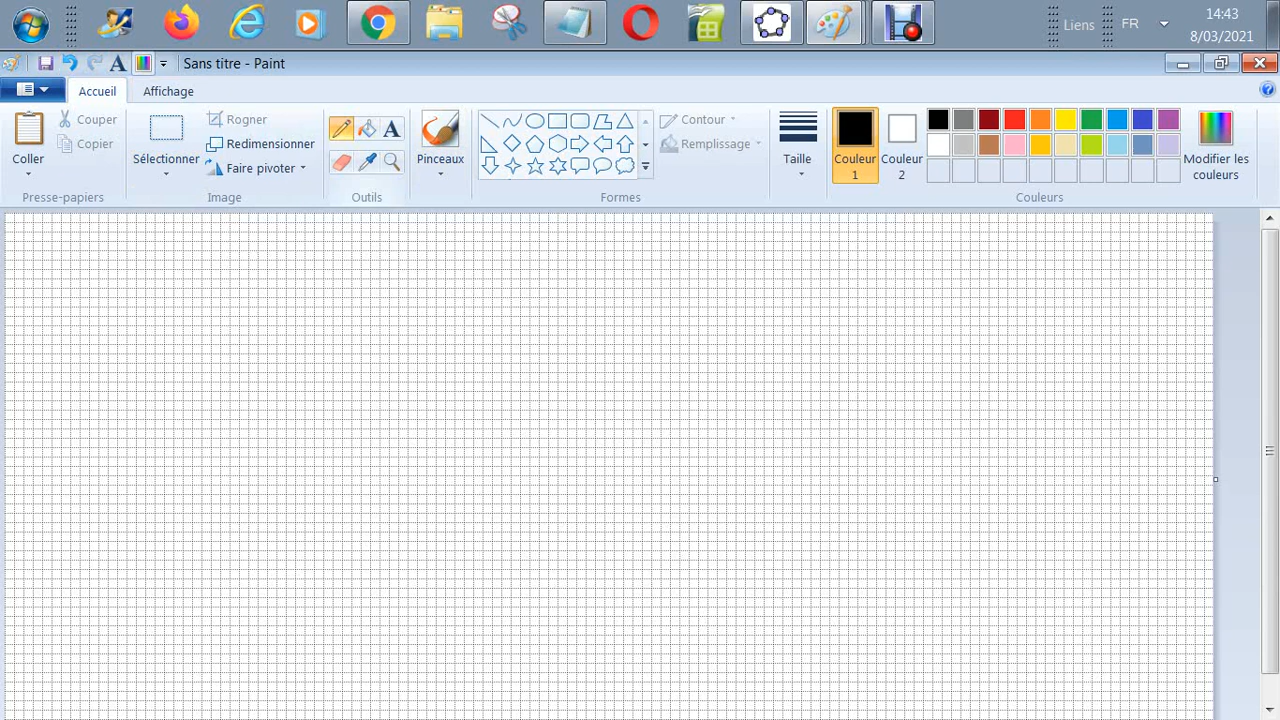 Liens
FR
14:43
8/03/2021
Sans titre - Paint
Accueil
Affichage
Coller
Couper
Copier
Presse-papiers
Sélectionner
Rogner
Redimensionner
Faire pivoter
Image
Outils
Pinceaux
Contour
Remplissage
Formes
Taille
Couleur
1
Couleur
2
Modifier les
couleurs
Couleurs